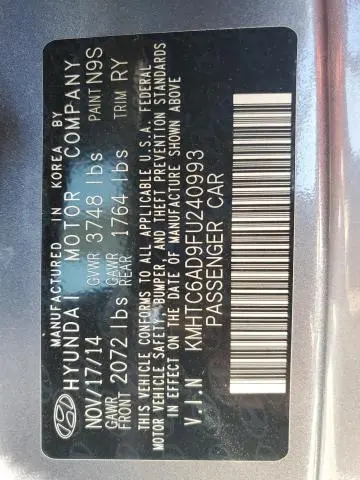 MANUFACTURED IN KOREA BY
HYUNDAI MOTOR COMPANY
NOV/17/14 GVWR 3748 lbs PAINT N9S
GAWR FRONT 2072 lbs GAWR REAR 1764 lbs TRIM RY
THIS VEHICLE CONFORMS TO ALL APPLICABLE U.S.A. FEDERAL
MOTOR VEHICLE SAFETY, BUMPER, AND THEFT PREVENTION STANDARDS
IN EFFECT ON THE DATE OF MANUFACTURE SHOWN ABOVE
V.I.N KMHTC6AD9FU240993
PASSENGER CAR